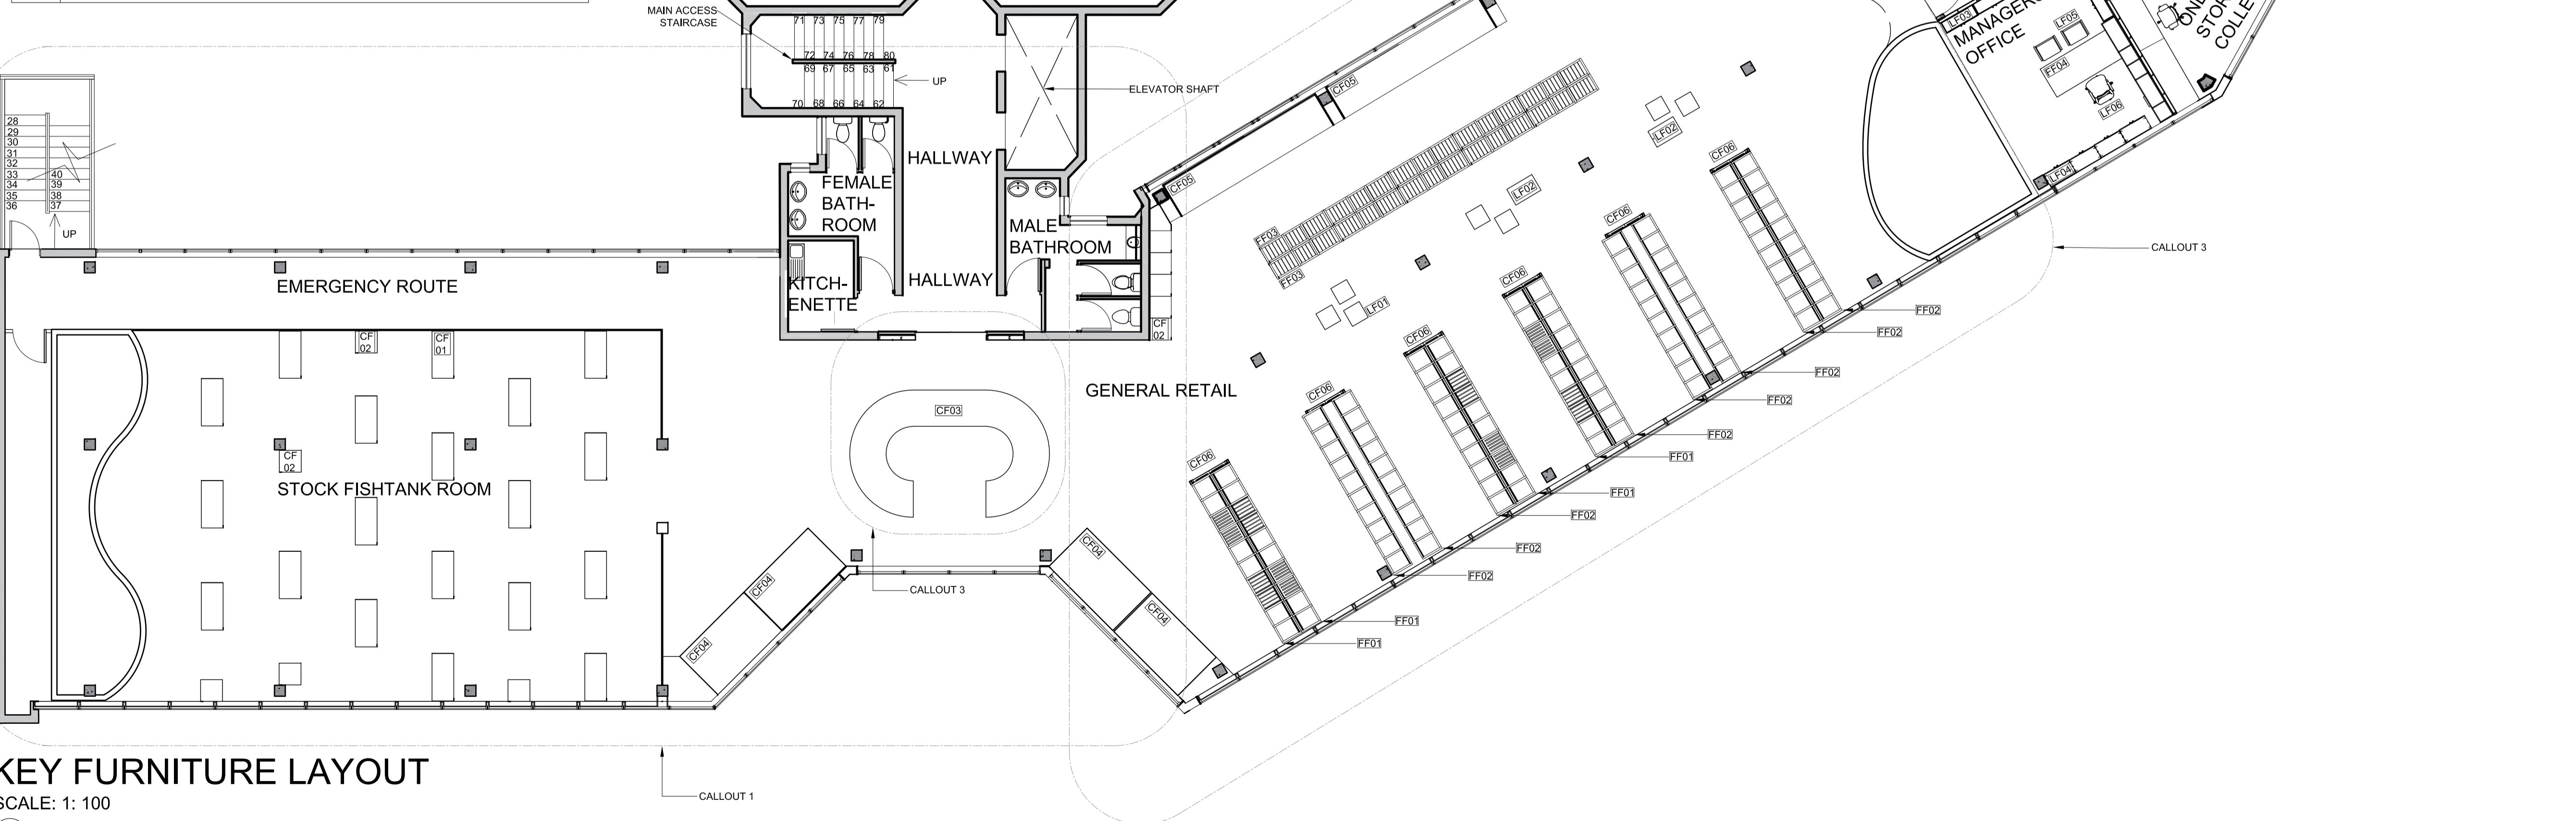 MAIN ACCESS
STAIRCASE
71 73 75 77 79
72 74 76 78 80
69 67 65 63 61
70 68 66 64 62
UP
ELEVATOR SHAFT
HALLWAY
FEMALE
BATH-
ROOM
MALE
BATHROOM
HALLWAY
KITCH-
ENETTE
28
29
30
31
32
33
34
35
36
40
39
38
37
UP
EMERGENCY ROUTE
CF
02
CF
01
CF
02
STOCK FISHTANK ROOM
CF
02
CF03
GENERAL RETAIL
CF04
CF04
CF04
CF04
CALLOUT 3
CALLOUT 1
CF05
CF05
FF03
FF03
LF01
LF02
LF02
CF06
CF06
CF06
CF06
CF06
CF06
LF03
MANAGERS
OFFICE
LF05
FF04
LF06
LF04
STOR
COLLE
CALLOUT 3
FF02
FF02
FF02
FF02
FF02
FF01
FF01
FF02
FF02
FF02
FF01
FF01
KEY FURNITURE LAYOUT
SCALE: 1: 100